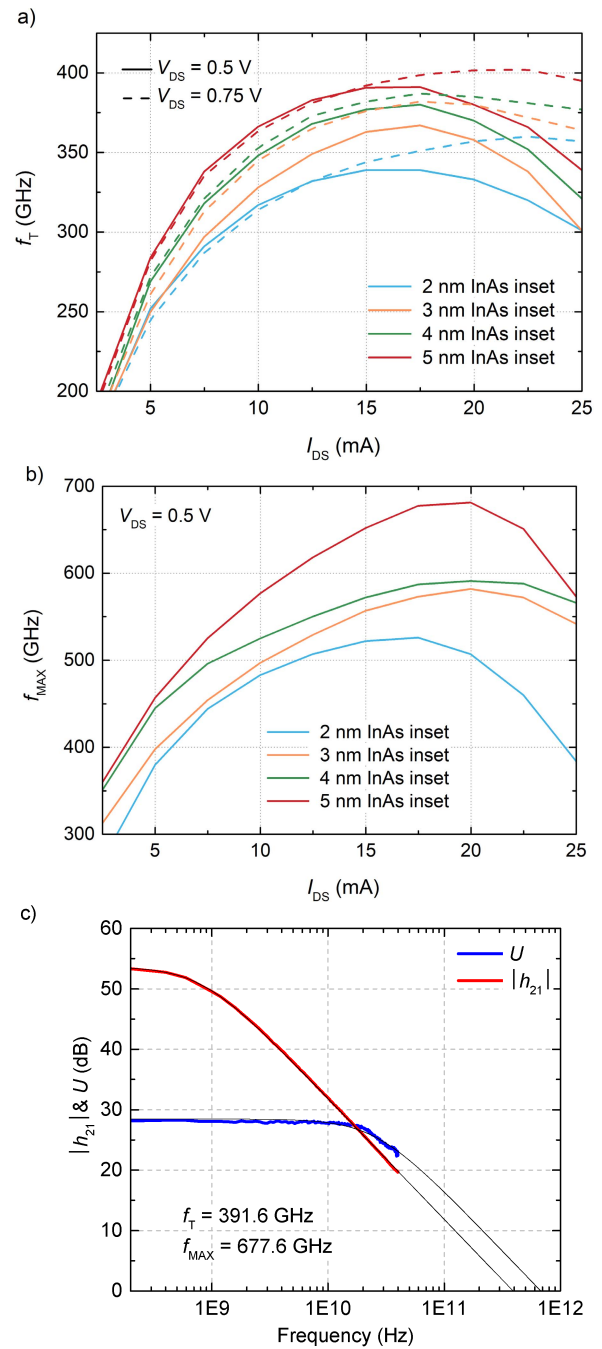 a)
400
350
300
250
200
f_T (GHz)
V_DS = 0.5 V
V_DS = 0.75 V
2 nm InAs inset
3 nm InAs inset
4 nm InAs inset
5 nm InAs inset
5 10 15 20 25
I_DS (mA)
b)
700
600
500
400
300
f_MAX (GHz)
V_DS = 0.5 V
2 nm InAs inset
3 nm InAs inset
4 nm InAs inset
5 nm InAs inset
5 10 15 20 25
I_DS (mA)
c)
60
50
40
30
20
10
0
|h_21| & U (dB)
U
|h_21|
f_T = 391.6 GHz
f_MAX = 677.6 GHz
1E9 1E10 1E11 1E12
Frequency (Hz)